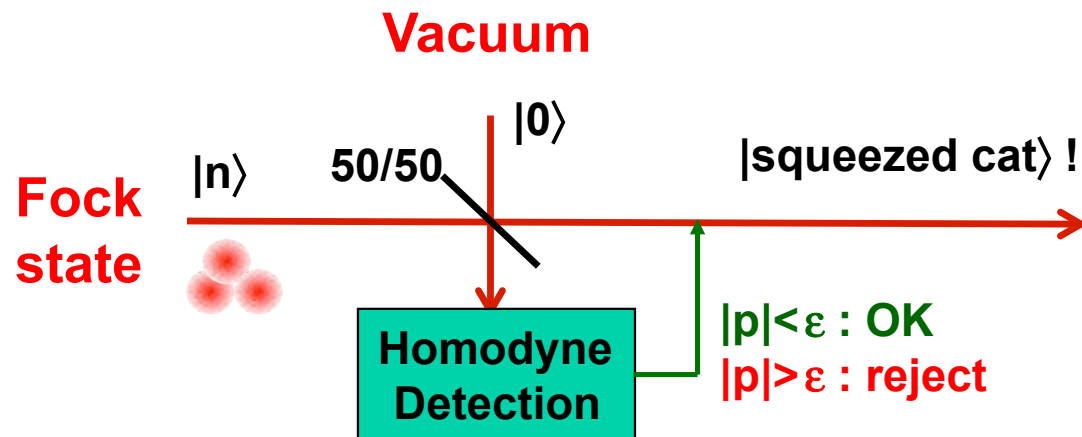 Vacuum
|0⟩
50/50
|n⟩
|squeezed cat⟩ !
Fock
state
|p|<ε : OK
|p|>ε : reject
Homodyne
Detection